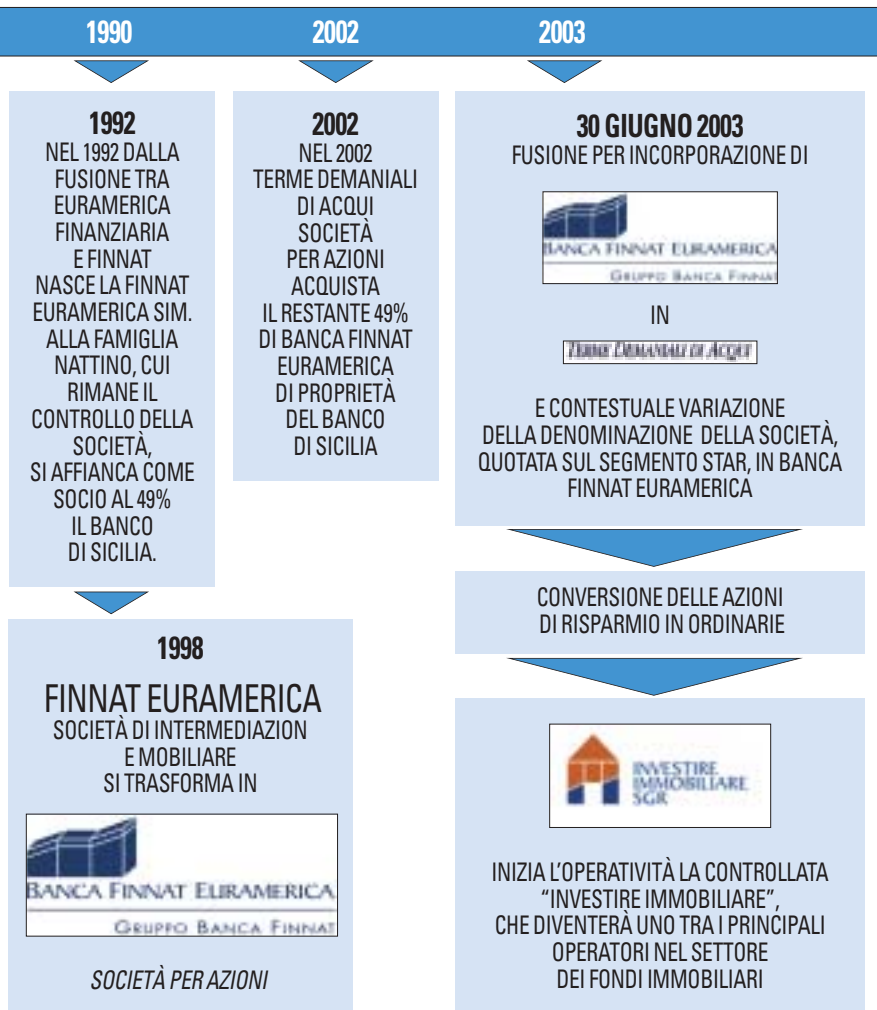 1990
2002
2003
1992
NEL 1992 DALLA
FUSIONE TRA
EURAMERICA
FINANZIARIA
E FINNAT
NASCE LA FINNAT
EURAMERICA SIM.
ALLA FAMIGLIA
NATTINO, CUI
RIMANE IL
CONTROLLO DELLA
SOCIETÀ,
SI AFFIANCA COME
SOCIO AL 49%
IL BANCO
DI SICILIA.
1998
FINNAT EURAMERICA
SOCIETÀ DI INTERMEDIAZION
E MOBILIARE
SI TRASFORMA IN
BANCA FINNAT EURAMERICA
GRUPPO BANCA FINNAT
SOCIETÀ PER AZIONI
2002
NEL 2002
TERME DEMANIALI
DI ACQUI
SOCIETÀ
PER AZIONI
ACQUISTA
IL RESTANTE 49%
DI BANCA FINNAT
EURAMERICA
DI PROPRIETÀ
DEL BANCO
DI SICILIA
30 GIUGNO 2003
FUSIONE PER INCORPORAZIONE DI
BANCA FINNAT EURAMERICA
GRUPPO BANCA FINNAT
IN
TERME DEMANIALI DI ACQUI
E CONTESTUALE VARIAZIONE
DELLA DENOMINAZIONE DELLA SOCIETÀ,
QUOTATA SUL SEGMENTO STAR, IN BANCA
FINNAT EURAMERICA
CONVERSIONE DELLE AZIONI
DI RISPARMIO IN ORDINARIE
INVESTIRE
IMMOBILIARE
SGR
INIZIA L'OPERATIVITÀ LA CONTROLLATA
"INVESTIRE IMMOBILIARE",
CHE DIVENTERÀ UNO TRA I PRINCIPALI
OPERATORI NEL SETTORE
DEI FONDI IMMOBILIARI